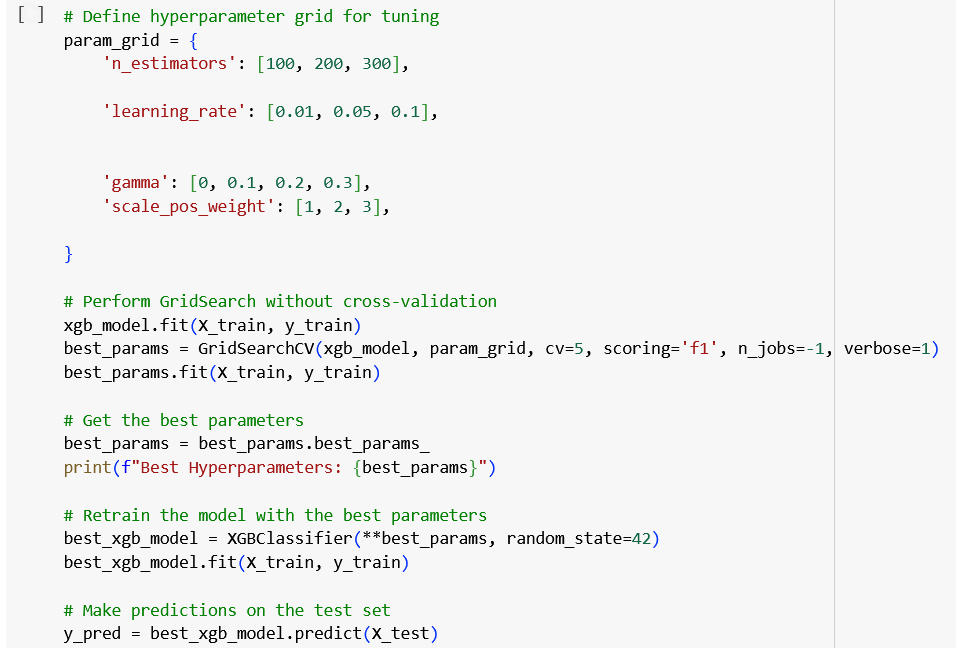 [ ] # Define hyperparameter grid for tuning
param_grid = {
    'n_estimators': [100, 200, 300],
    'learning_rate': [0.01, 0.05, 0.1],
    'gamma': [0, 0.1, 0.2, 0.3],
    'scale_pos_weight': [1, 2, 3],
}
# Perform GridSearch without cross-validation
xgb_model.fit(X_train, y_train)
best_params = GridSearchCV(xgb_model, param_grid, cv=5, scoring='f1', n_jobs=-1, verbose=1)
best_params.fit(X_train, y_train)
# Get the best parameters
best_params = best_params.best_params_
print(f"Best Hyperparameters: {best_params}")
# Retrain the model with the best parameters
best_xgb_model = XGBClassifier(**best_params, random_state=42)
best_xgb_model.fit(X_train, y_train)
# Make predictions on the test set
y_pred = best_xgb_model.predict(X_test)